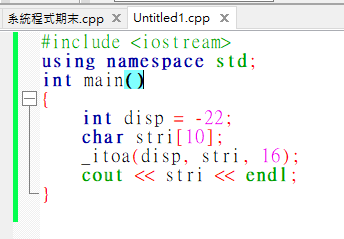 系統程式期末.cpp Untitled1.cpp
#include <iostream>
using namespace std;
int main()
{
    int disp = -22;
    char stri[10];
    _itoa(disp, stri, 16);
    cout << stri << endl;
}